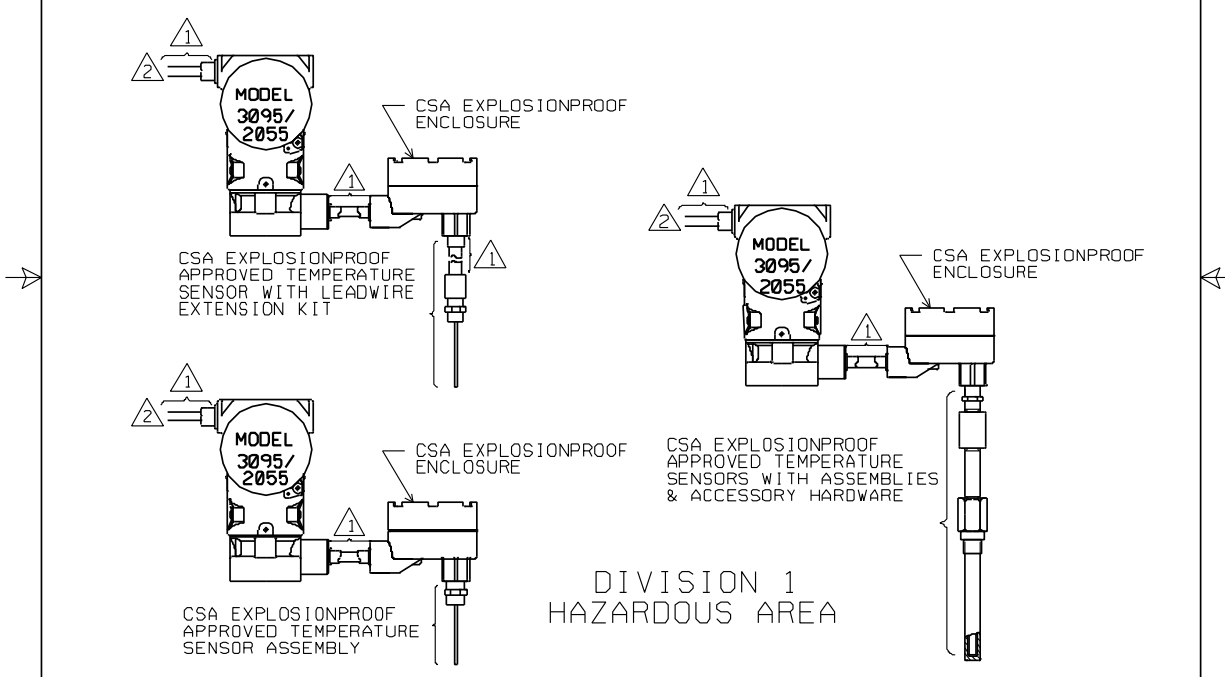 1
2
MODEL
3095/
2055
CSA EXPLOSIONPROOF
ENCLOSURE
1
1
CSA EXPLOSIONPROOF
APPROVED TEMPERATURE
SENSOR WITH LEADWIRE
EXTENSION KIT
1
2
MODEL
3095/
2055
CSA EXPLOSIONPROOF
ENCLOSURE
1
CSA EXPLOSIONPROOF
APPROVED TEMPERATURE
SENSORS WITH ASSEMBLIES
& ACCESSORY HARDWARE
1
2
MODEL
3095/
2055
CSA EXPLOSIONPROOF
ENCLOSURE
1
CSA EXPLOSIONPROOF
APPROVED TEMPERATURE
SENSOR ASSEMBLY
DIVISION 1
HAZARDOUS AREA